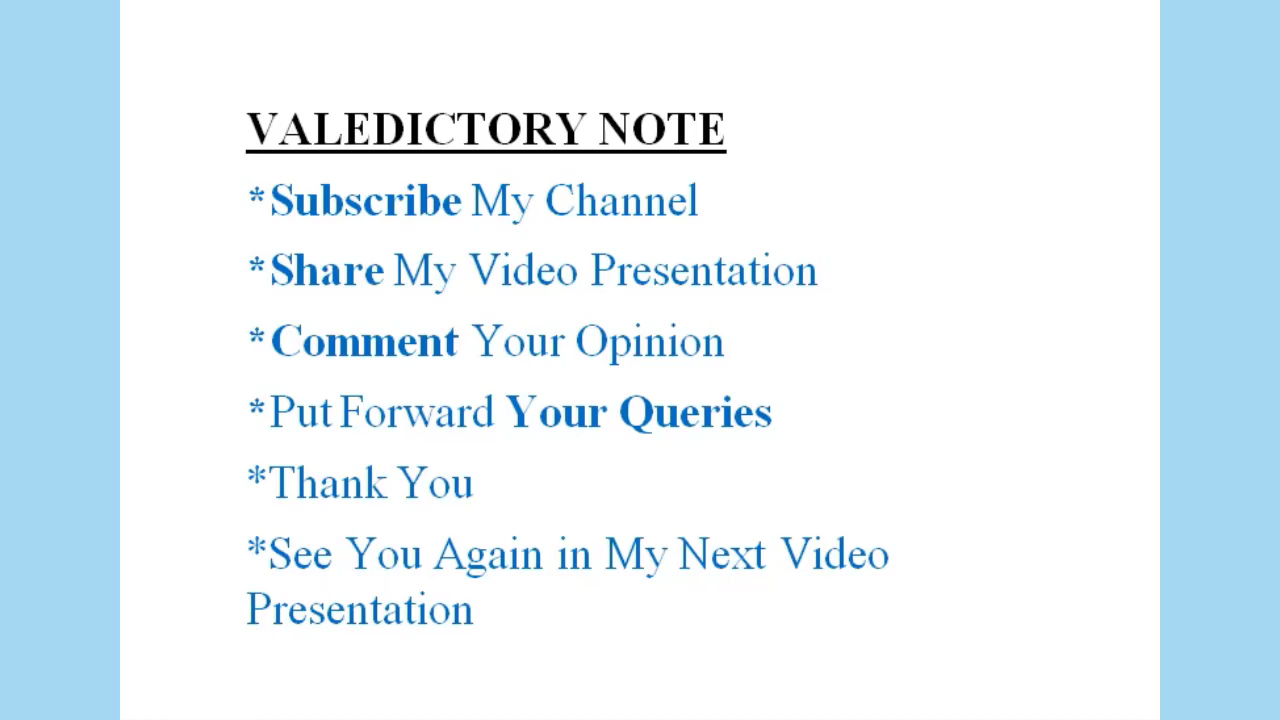 VALEDICTORY NOTE
*Subscribe My Channel
*Share My Video Presentation
*Comment Your Opinion
*Put Forward Your Queries
*Thank You
*See You Again in My Next Video
Presentation